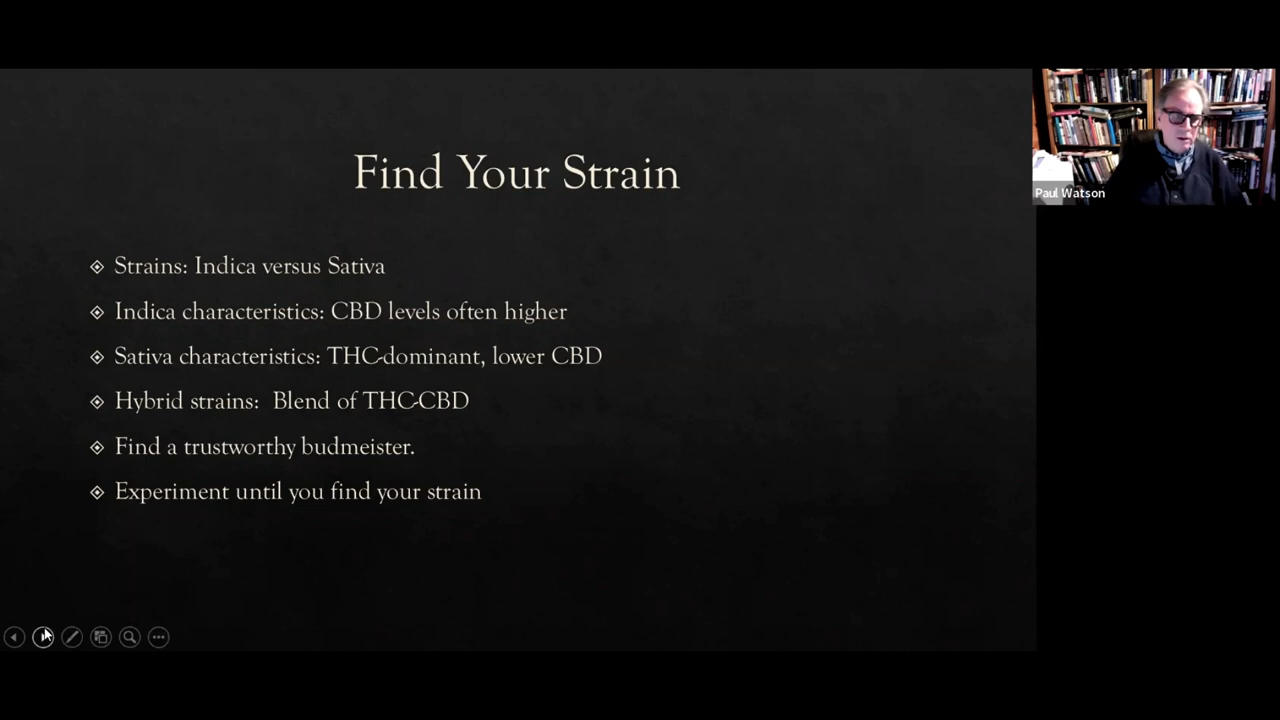 Find Your Strain
Strains: Indica versus Sativa
Indica characteristics: CBD levels often higher
Sativa characteristics: THC-dominant, lower CBD
Hybrid strains:  Blend of THC-CBD
Find a trustworthy budmeister.
Experiment until you find your strain
Paul Watson